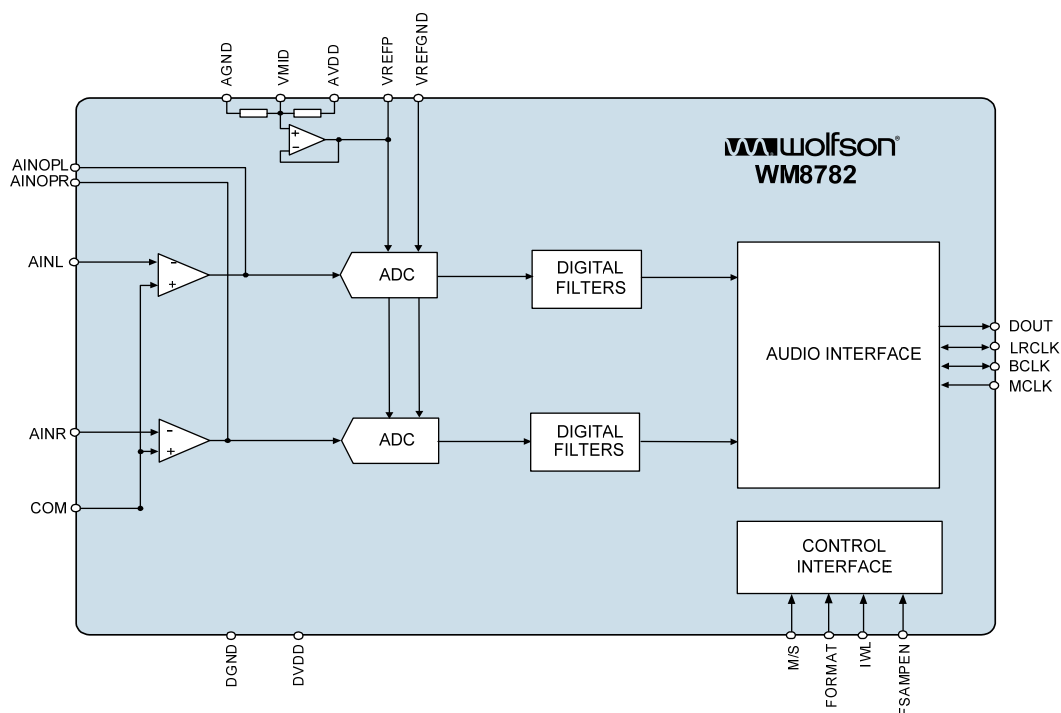 AGND
VMID
AVDD
VREFP
VREFGND
wolfson®
WM8782
AINOPL
AINOPR
AINL
-
+
ADC
DIGITAL
FILTERS
AUDIO INTERFACE
DOUT
LRCLK
BCLK
MCLK
AINR
-
+
ADC
DIGITAL
FILTERS
COM
CONTROL
INTERFACE
DGND
DVDD
M/S
FORMAT
IWL
FSAMPEN
+
-